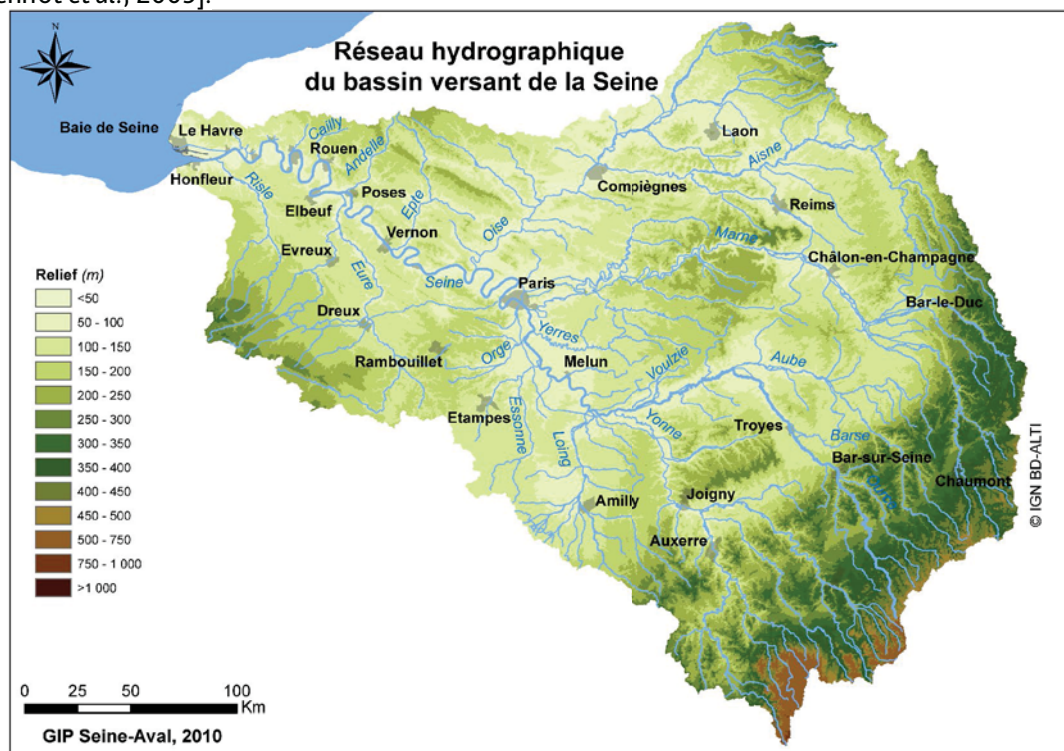 et al., 2009].
N
Réseau hydrographique
du bassin versant de la Seine
Baie de Seine
Le Havre
Cailly
Rouen
Andelle
Laon
Aisne
Honfleur
Risle
Compiègnes
Elbeuf
Poses
Epte
Oise
Reims
Vernon
Marne
Evreux
Eure
Châlon-en-Champagne
Relief (m)
<50
50 - 100
100 - 150
150 - 200
200 - 250
250 - 300
300 - 350
350 - 400
400 - 450
450 - 500
500 - 750
750 - 1 000
>1 000
Seine
Paris
Bar-le-Duc
Dreux
Yerres
Rambouillet
Orge
Melun
Voulzie
Aube
Etampes
Essonne
Loing
Yonne
Troyes
Barse
Bar-sur-Seine
Chaumont
Amilly
Joigny
Auxerre
© IGN BD-ALTI
0 25 50 100
Km
GIP Seine-Aval, 2010